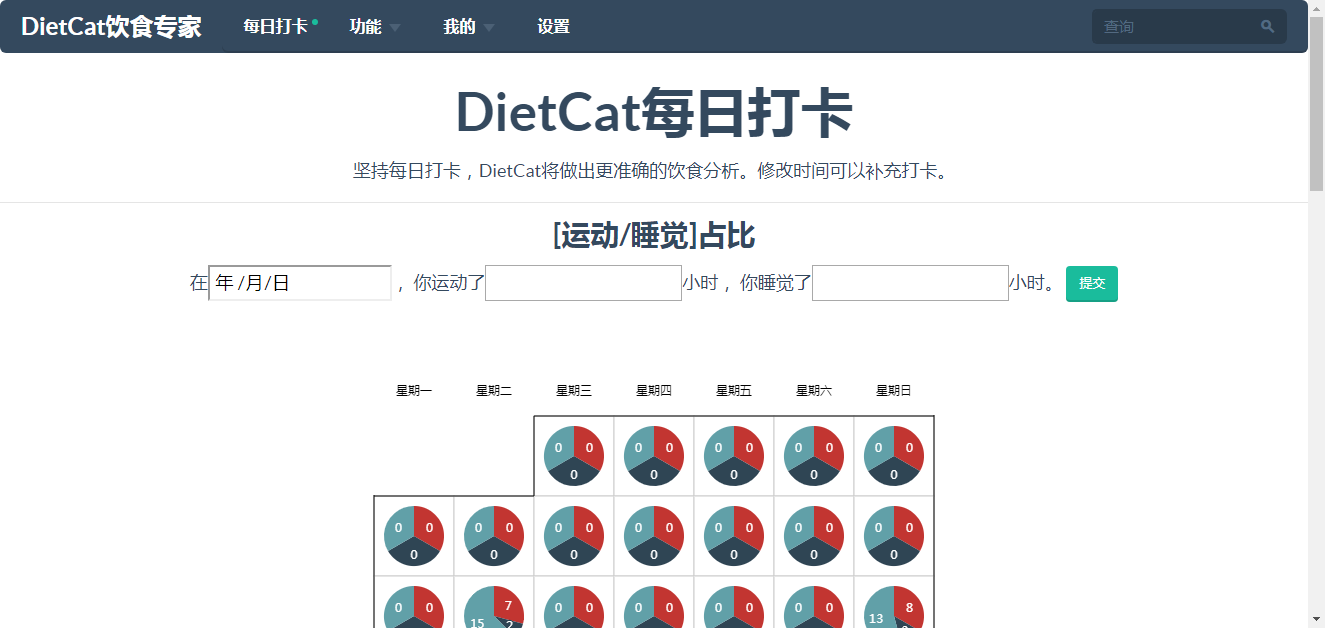 DietCat饮食专家 每日打卡 功能 我的 设置 查询
DietCat每日打卡
坚持每日打卡，DietCat将做出更准确的饮食分析。修改时间可以补充打卡。
[运动/睡觉]占比
在 年 /月/日 ，你运动了 小时，你睡觉了 小时。 提交
星期一 星期二 星期三 星期四 星期五 星期六 星期日
0 0 0 0 0 0 0 0 0 0
0 0 0 0 0
0 0 0 0 0 0 0 0 0 0 0 0 0 0
0 0 0 0 0 0 0
0 0 7 0 0 0 0 0 0 0 0 8
15 2 13